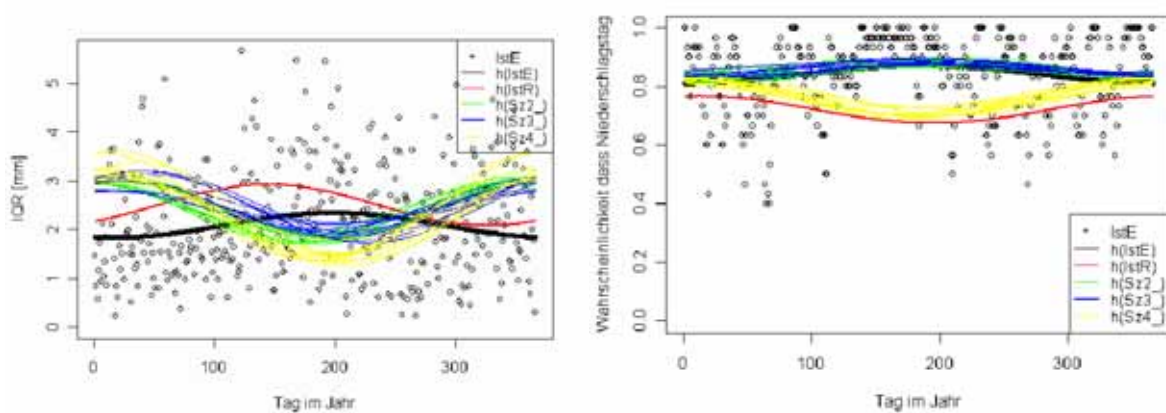 IQR [mm]
5
4
3
2
1
0
IstE
h(IstE)
h(IstR)
h(Sz2_)
h(Sz3_)
h(Sz4_)
0
100
200
300
Tag im Jahr
Wahrscheinlichkeit dass Niederschlagstag
1.0
0.8
0.6
0.4
0.2
0.0
IstE
h(IstE)
h(IstR)
h(Sz2_)
h(Sz3_)
h(Sz4_)
0
100
200
300
Tag im Jahr